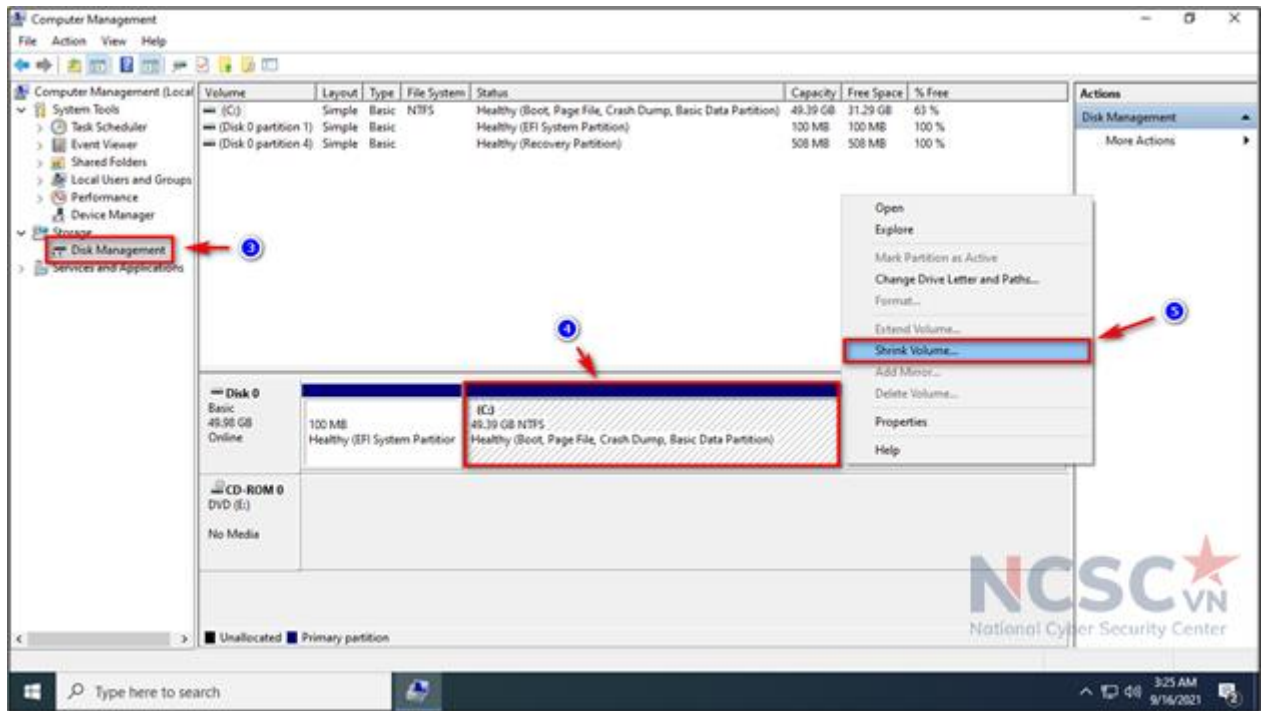 Computer Management
File Action View Help
Computer Management (Local
System Tools
Task Scheduler
Event Viewer
Shared Folders
Local Users and Groups
Performance
Device Manager
Storage
Disk Management
Services and Applications
3
Volume Layout Type File System Status Capacity Free Space % Free
(C:) Simple Basic NTFS Healthy (Boot, Page File, Crash Dump, Basic Data Partition) 49.39 GB 31.29 GB 63 %
(Disk 0 partition 1) Simple Basic Healthy (EFI System Partition) 100 MB 100 MB 100 %
(Disk 0 partition 4) Simple Basic Healthy (Recovery Partition) 508 MB 508 MB 100 %
Actions
Disk Management
More Actions
Open
Explore
Mark Partition as Active
Change Drive Letter and Paths...
Format...
Extend Volume...
Shrink Volume...
Add Mirror...
Delete Volume...
Properties
Help
5
4
Disk 0
Basic
49.98 GB
Online
100 MB
Healthy (EFI System Partition
(C:)
49.39 GB NTFS
Healthy (Boot, Page File, Crash Dump, Basic Data Partition)
CD-ROM 0
DVD (E:)
No Media
Unallocated Primary partition
NCSC VN
National Cyber Security Center
Type here to search
3:25 AM
9/16/2021
2